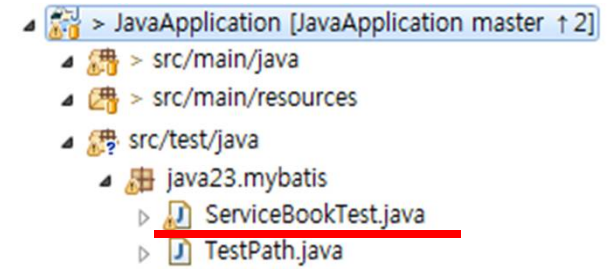 > JavaApplication [JavaApplication master ↑2]
> src/main/java
> src/main/resources
src/test/java
java23.mybatis
ServiceBookTest.java
TestPath.java